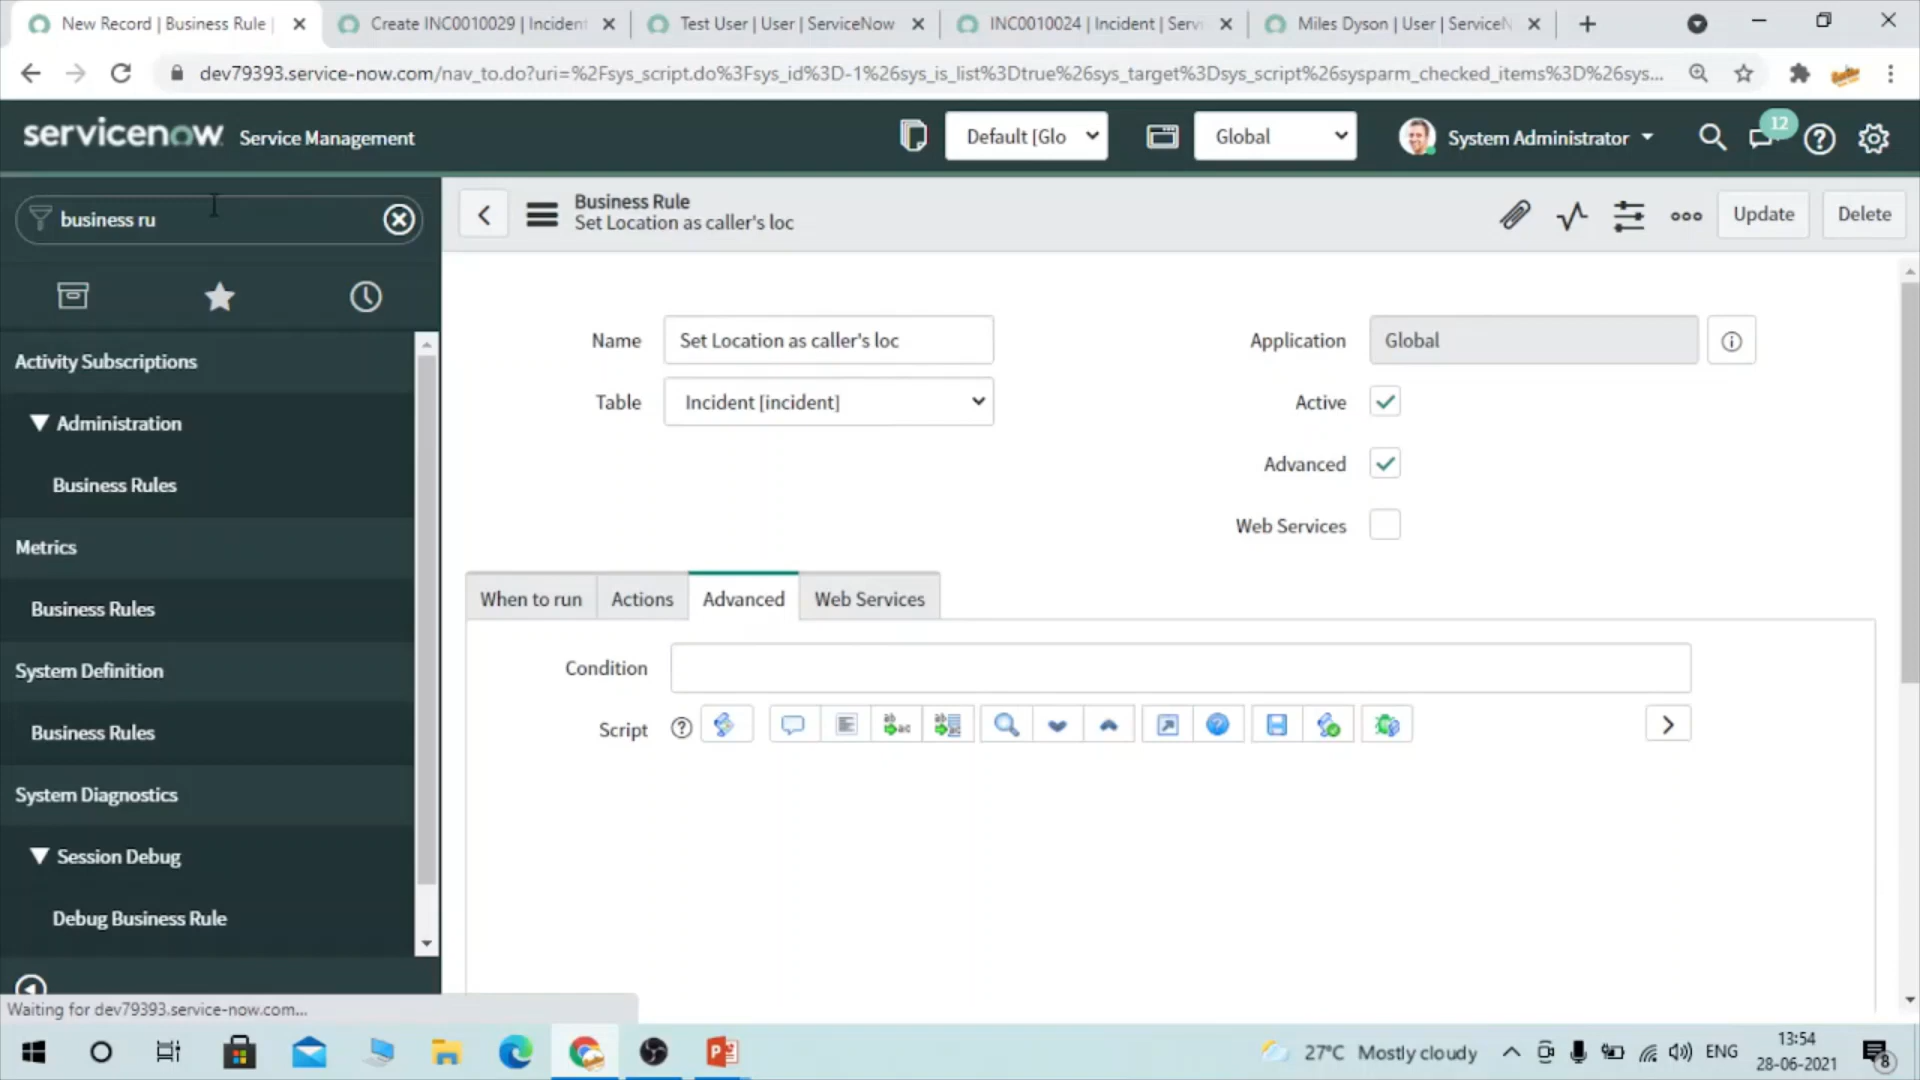 New Record | Business Rule |
Create INC0010029 | Incident
Test User | User | ServiceNow
INC0010024 | Incident | Serv
Miles Dyson | User | ServiceN
dev79393.service-now.com/nav_to.do?uri=%2Fsys_script.do%3Fsys_id%3D-1%26sys_is_list%3Dtrue%26sys_target%3Dsys_script%26sysparm_checked_items%3D%26sys...
servicenow Service Management
Default [Glo
Global
System Administrator
12
business ru
Business Rule
Set Location as caller's loc
Update
Delete
Activity Subscriptions
Administration
Business Rules
Metrics
Business Rules
System Definition
Business Rules
System Diagnostics
Session Debug
Debug Business Rule
Name
Set Location as caller's loc
Application
Global
Table
Incident [incident]
Active
Advanced
Web Services
When to run
Actions
Advanced
Web Services
Condition
Script
Waiting for dev79393.service-now.com...
27°C Mostly cloudy
ENG
13:54
28-06-2021
8